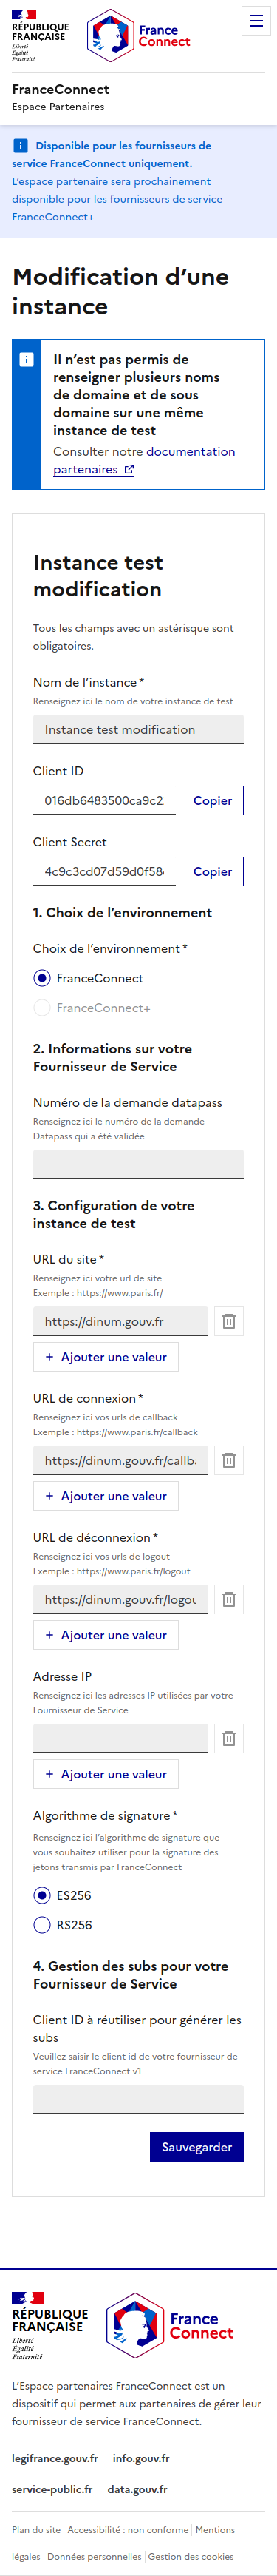 RÉPUBLIQUE
FRANÇAISE
Liberté
Égalité
Fraternité
France
Connect
FranceConnect
Espace Partenaires
Disponible pour les fournisseurs de
service FranceConnect uniquement.
L’espace partenaire sera prochainement
disponible pour les fournisseurs de service
FranceConnect+
Modification d’une
instance
Il n’est pas permis de
renseigner plusieurs noms
de domaine et de sous
domaine sur une même
instance de test
Consulter notre documentation
partenaires
Instance test
modification
Tous les champs avec un astérisque sont
obligatoires.
Nom de l’instance *
Renseignez ici le nom de votre instance de test
Instance test modification
Client ID
016db6483500ca9c2 Copier
Client Secret
4c9c3cd07d59d0f58 Copier
1. Choix de l’environnement
Choix de l’environement *
FranceConnect
FranceConnect+
2. Informations sur votre
Fournisseur de Service
Numéro de la demande datapass
Renseignez ici le numéro de la demande
Datapass qui a été validée
3. Configuration de votre
instance de test
URL du site *
Renseignez ici votre url de site
Exemple : https://www.paris.fr/
https://dinum.gouv.fr
+ Ajouter une valeur
URL de connexion *
Renseignez ici vos urls de callback
Exemple : https://www.paris.fr/callback
https://dinum.gouv.fr/callba
+ Ajouter une valeur
URL de déconnexion *
Renseignez ici vos urls de logout
Exemple : https://www.paris.fr/logout
https://dinum.gouv.fr/logou
+ Ajouter une valeur
Adresse IP
Renseignez ici les adresses IP utilisées par votre
Fournisseur de Service
+ Ajouter une valeur
Algorithme de signature *
Renseignez ici l’algorithme de signature que
vous souhaitez utiliser pour la signature des
jetons transmis par FranceConnect
ES256
RS256
4. Gestion des subs pour votre
Fournisseur de Service
Client ID à réutiliser pour générer les
subs
Veuillez saisir le client id de votre fournisseur de
service FranceConnect v1
Sauvegarder
RÉPUBLIQUE
FRANÇAISE
Liberté
Égalité
Fraternité
France
Connect
L’Espace partenaires FranceConnect est un
dispositif qui permet aux partenaires de gérer leur
fournisseur de service FranceConnect.
legifrance.gouv.fr info.gouv.fr
service-public.fr data.gouv.fr
Plan du site Accessibilité : non conforme Mentions
légales Données personnelles Gestion des cookies